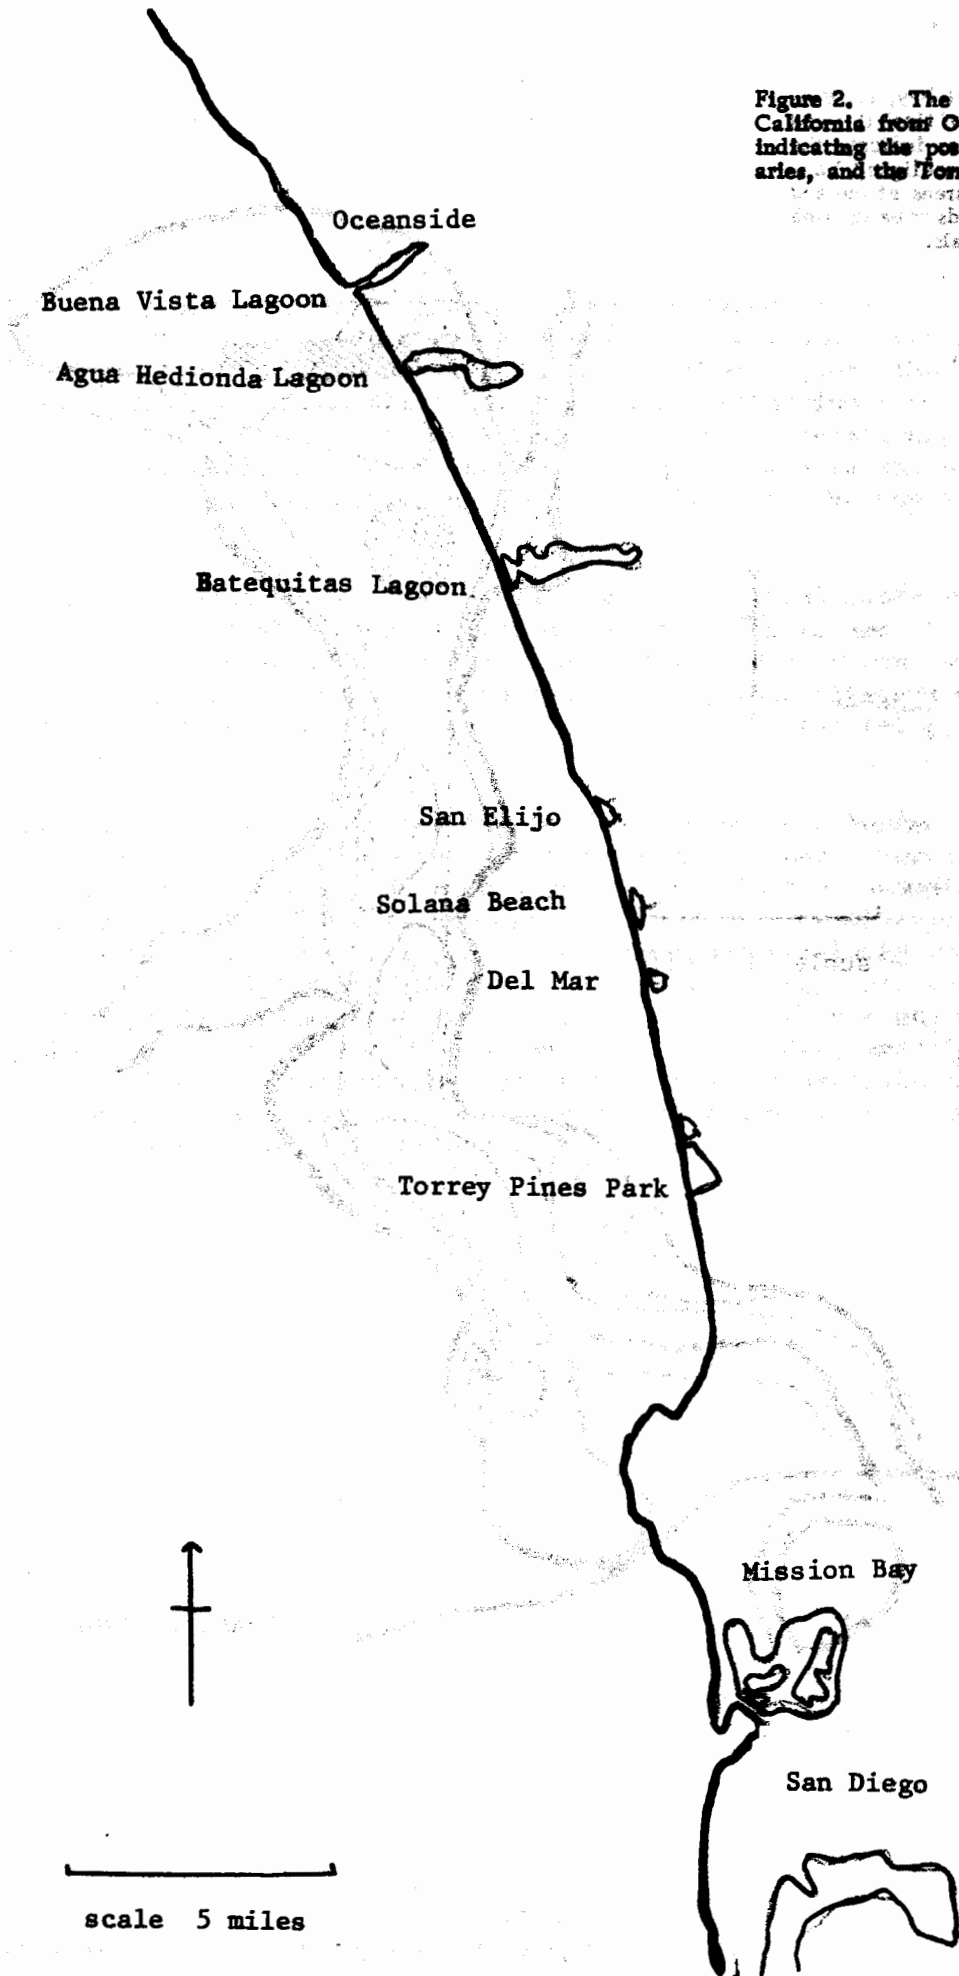 Figure 2. The
California from O
indicating the pos
aries, and the Torr
Oceanside
Buena Vista Lagoon
Agua Hedionda Lagoon
Batequitas Lagoon
San Elijo
Solana Beach
Del Mar
Torrey Pines Park
Mission Bay
San Diego
scale 5 miles